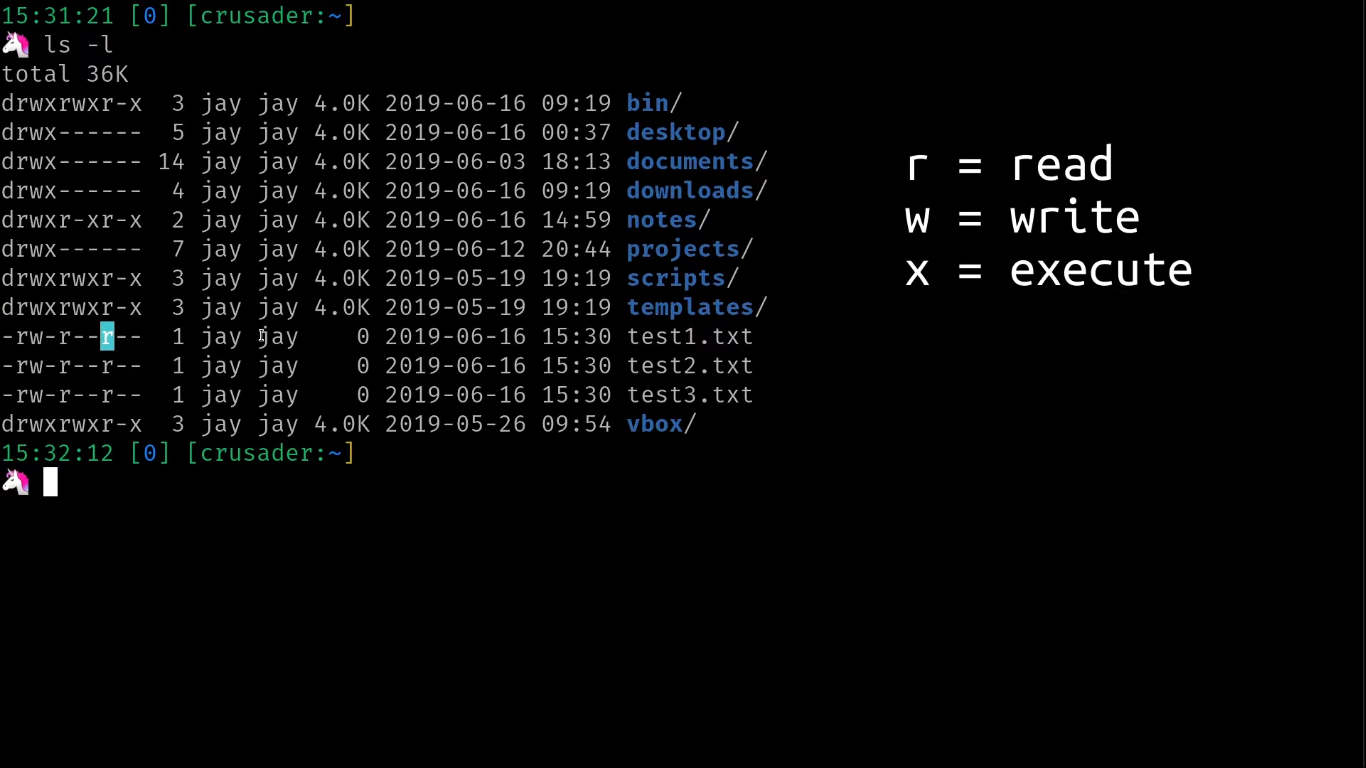 15:31:21 [0] [crusader:~]
🦄 ls -l
total 36K
drwxrwxr-x  3 jay jay 4.0K 2019-06-16 09:19 bin/
drwx------  5 jay jay 4.0K 2019-06-16 00:37 desktop/
drwx------ 14 jay jay 4.0K 2019-06-03 18:13 documents/
drwx------  4 jay jay 4.0K 2019-06-16 09:19 downloads/
drwxr-xr-x  2 jay jay 4.0K 2019-06-16 14:59 notes/
drwx------  7 jay jay 4.0K 2019-06-12 20:44 projects/
drwxrwxr-x  3 jay jay 4.0K 2019-05-19 19:19 scripts/
drwxrwxr-x  3 jay jay 4.0K 2019-05-19 19:19 templates/
-rw-r--r--  1 jay jay    0 2019-06-16 15:30 test1.txt
-rw-r--r--  1 jay jay    0 2019-06-16 15:30 test2.txt
-rw-r--r--  1 jay jay    0 2019-06-16 15:30 test3.txt
drwxrwxr-x  3 jay jay 4.0K 2019-05-26 09:54 vbox/
15:32:12 [0] [crusader:~]
🦄
r = read
w = write
x = execute